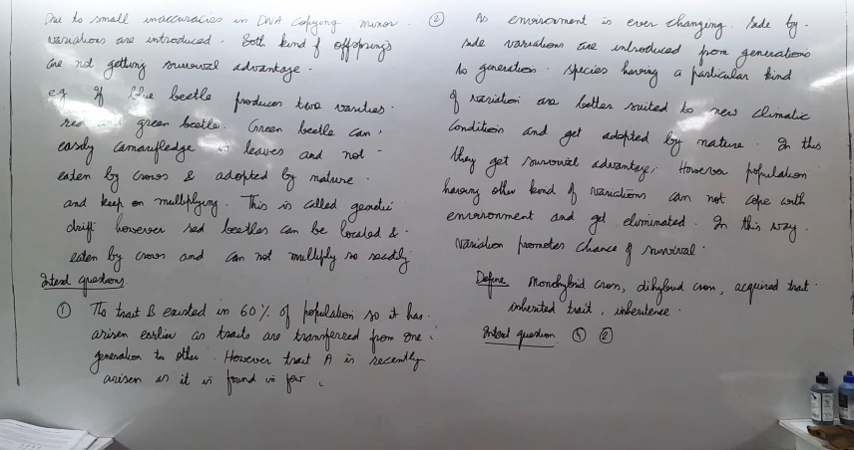 Due to small inaccuracies in DNA Copying minor.
variations are introduced. Both kind of offsprings
are not getting survival advantage.
eg If blue beetle produces two varities.
red and green beetle. Green beetle can,
easily camaufledge in leaves and not -
eaten by crows & adopted by nature.
and keep on multiplying. This is called genetic
drift however red beetles can be located &
eaten by crows and can not multiply so readily
Intext questions
① The trait B existed in 60% of population so it has.
arisen earlier as traits are transferred from one.
generation to other. However trait A is recently
arisen as it is found in few.
② As environment is ever changing. Side by-
side variations are introduced from generations
to generation. species having a particular kind
of variation are better suited to new climatic
condition and get adopted by nature. In this
they get survival advantage, However population
having other kind of variations can not cope with
environment and get eliminated. In this way.
variation promotes chance of survival.
Define Monohybrid cross, dihybrid cross, acquired trait.
inherited trait, inheritence.
Intext question ① ②